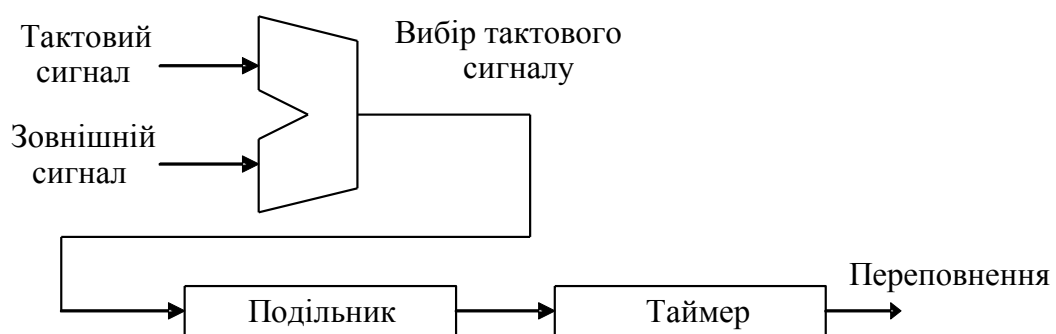 Тактовий
сигнал
Вибір тактового
сигналу
Зовнішній
сигнал
Подільник
Таймер
Переповнення